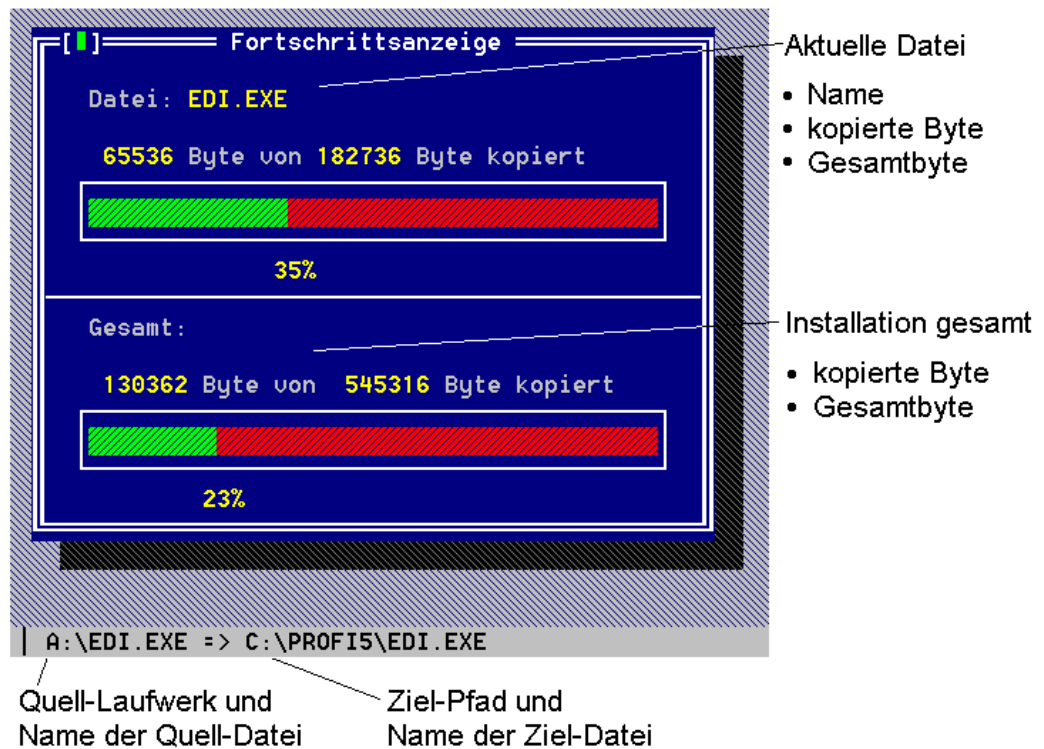 [ ] Fortschrittsanzeige
Datei: EDI.EXE
65536 Byte von 182736 Byte kopiert
35%
Gesamt:
130362 Byte von 545316 Byte kopiert
23%
A:\EDI.EXE => C:\PROFI5\EDI.EXE
Aktuelle Datei
• Name
• kopierte Byte
• Gesamtbyte
Installation gesamt
• kopierte Byte
• Gesamtbyte
Quell-Laufwerk und
Name der Quell-Datei
Ziel-Pfad und
Name der Ziel-Datei